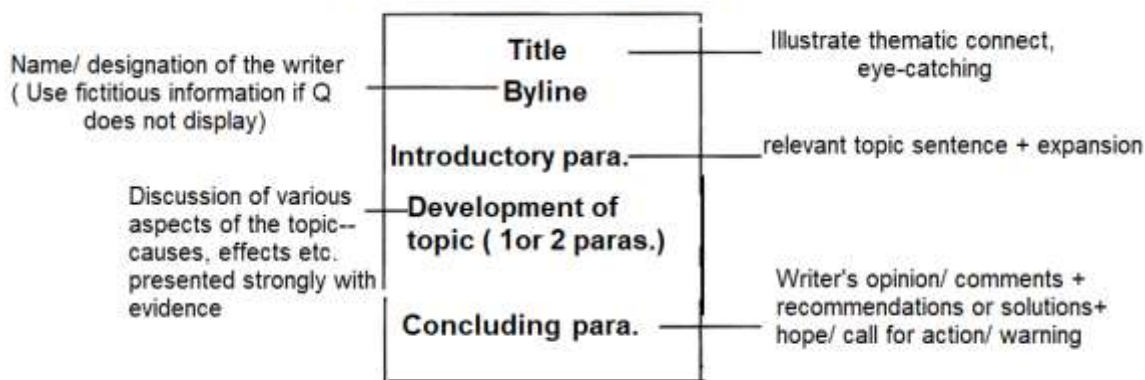 Title
Illustrate thematic connect,
eye-catching
Name/ designation of the writer
( Use fictitious information if Q
does not display)
Byline
Introductory para.
relevant topic sentence + expansion
Discussion of various
aspects of the topic--
causes, effects etc.
presented strongly with
evidence
Development of
topic ( 1or 2 paras.)
Writer's opinion/ comments +
recommendations or solutions+
hope/ call for action/ warning
Concluding para.